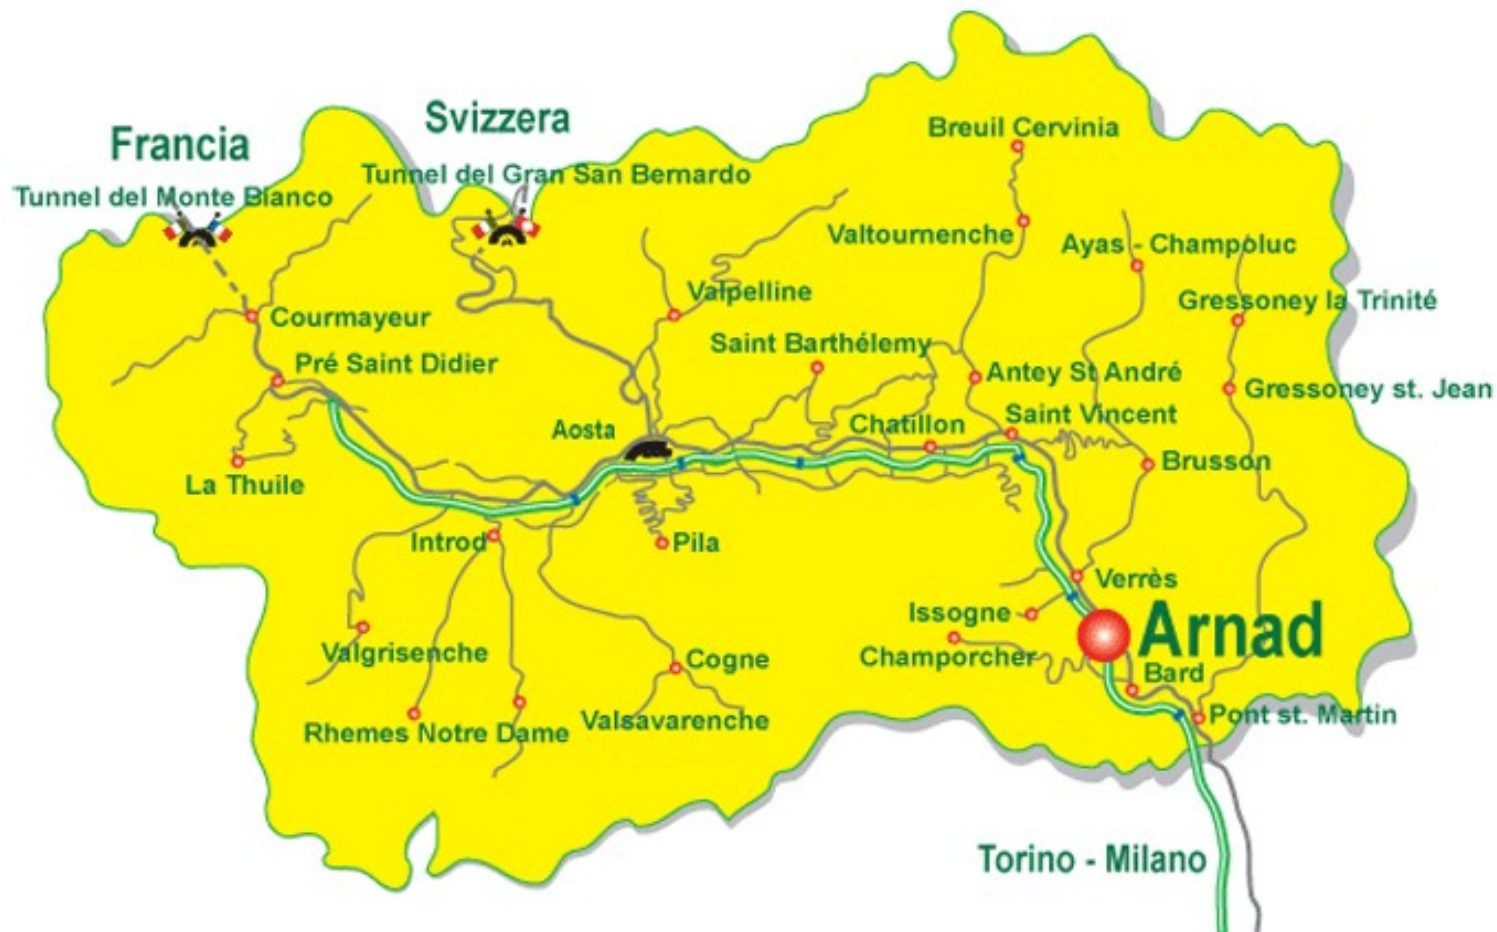 Svizzera
Francia
Breuil Cervinia
Tunnel del Gran San Bernardo
Tunnel del Monte Bianco
Valtournenche
Ayas - Champoluc
Valpelline
Gressoney la Trinité
Courmayeur
Saint Barthélemy
Pré Saint Didier
Antey St André
Gressoney st. Jean
Saint Vincent
Chatillon
Aosta
Brusson
La Thuile
Introd
Pila
Verrès
Issogne
Arnad
Champorcher
Valgrisenche
Cogne
Bard
Pont st. Martin
Valsavarenche
Rhemes Notre Dame
Torino - Milano